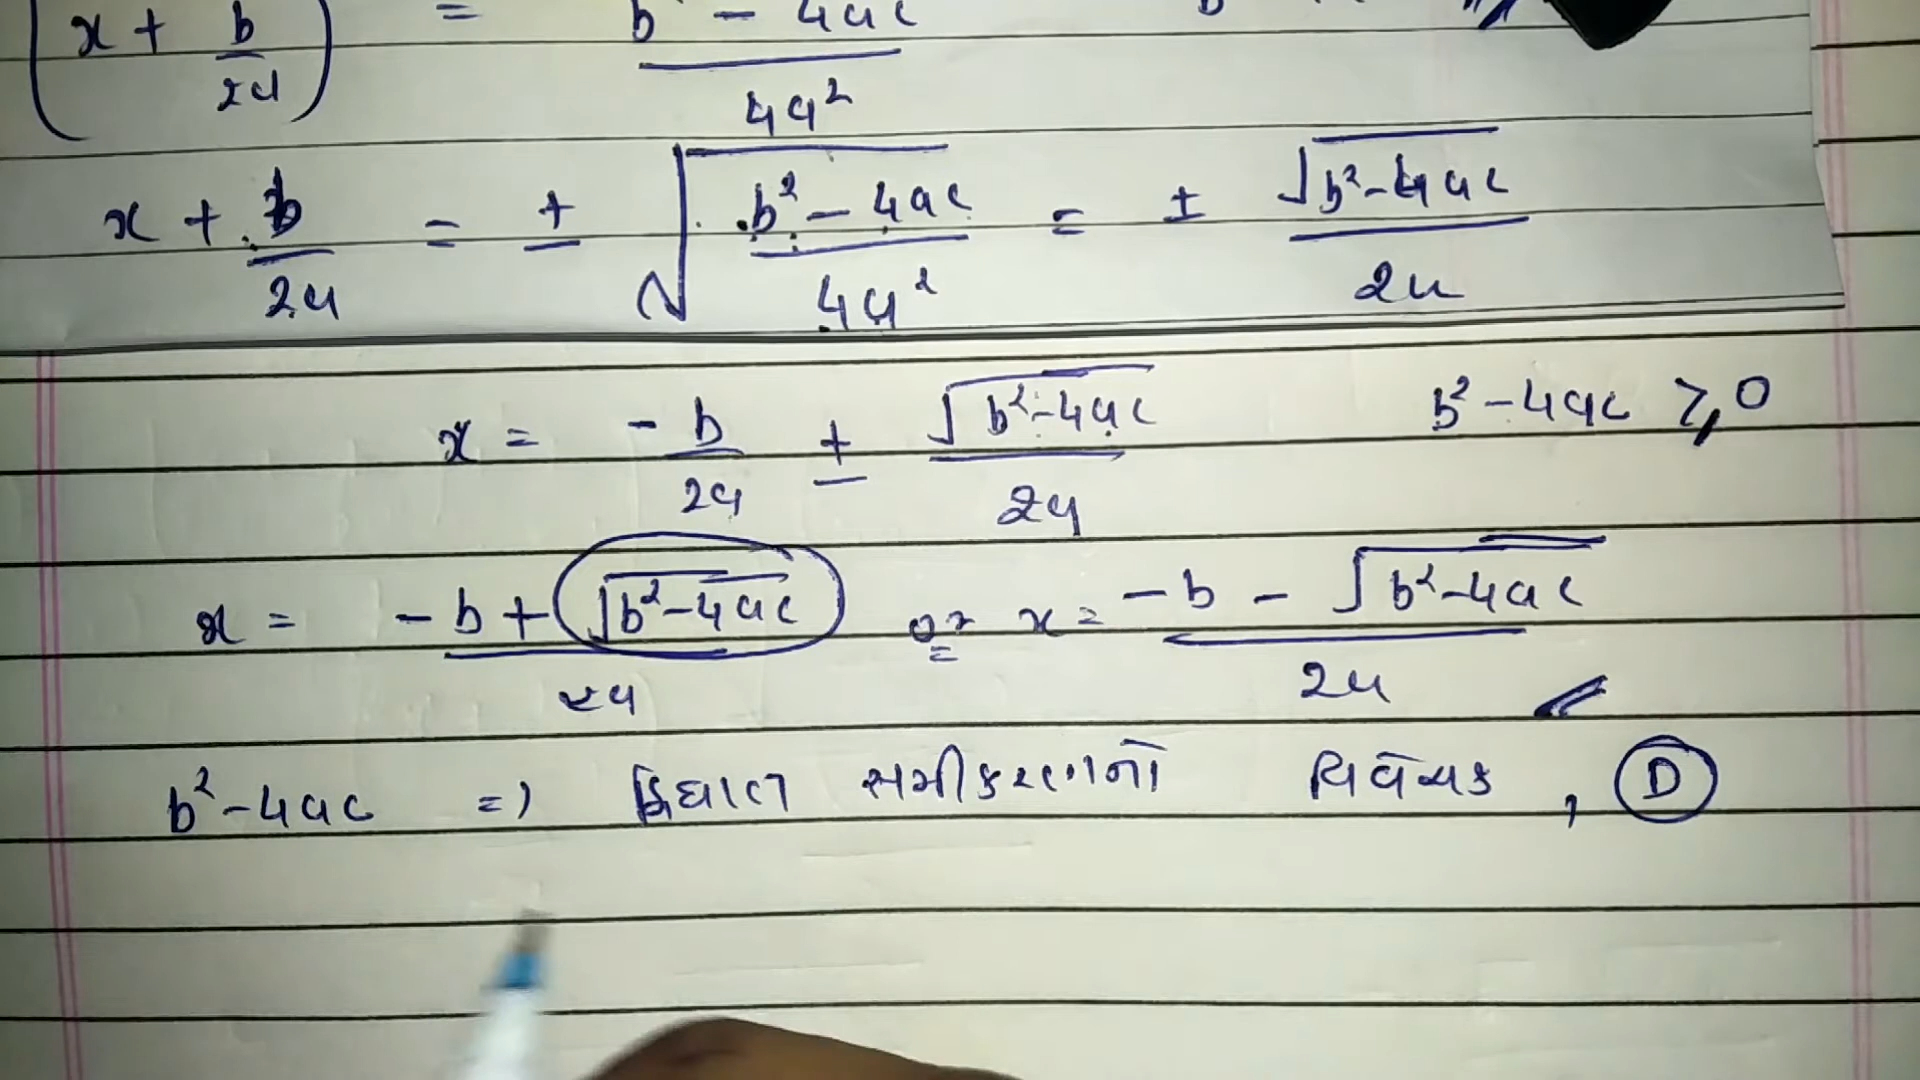 (x + b/2a) = b² - 4ac / 4a²
x + b/2a = ± √(b² - 4ac / 4a²) = ± √(b² - 4ac) / 2a
x = - b/2a ± √(b² - 4ac) / 2a b² - 4ac ≥ 0
x = -b + √(b² - 4ac) / 2a or x = -b - √(b² - 4ac) / 2a
b² - 4ac => દ્વિઘાત સમીકરણનો વિવેચક , D